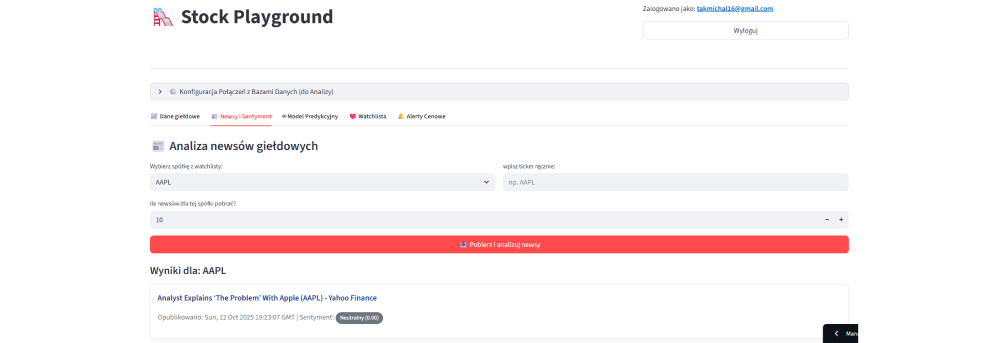 Stock Playground
Zalogowano jako: takmichal16@gmail.com
Wyloguj
Konfiguracja Połączeń z Bazami Danych (do Analizy)
Dane giełdowe
Newsy i Sentyment
Model Predykcyjny
Watchlista
Alerty Cenowe
Analiza newsów giełdowych
Wybierz spółkę z watchlisty:
wpisz ticker ręcznie:
AAPL
np. AAPL
Ile newsów dla tej spółki pobrać?
10
Pobierz i analizuj newsy
Wyniki dla: AAPL
Analyst Explains ‘The Problem’ With Apple (AAPL) - Yahoo Finance
Opublikowano: Sun, 12 Oct 2025 19:23:07 GMT | Sentyment: Neutralny (0.00)